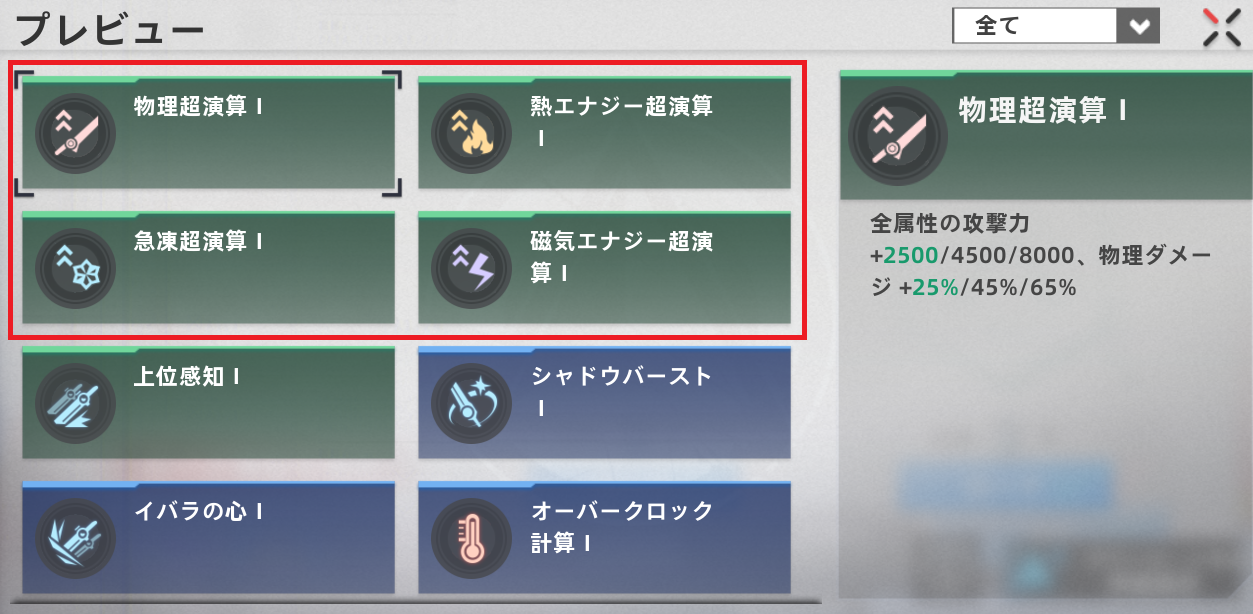 プレビュー
全て
物理超演算 I
熱エナジー超演算
I
急凍超演算 I
磁気エナジー超演
算 I
上位感知 I
シャドウバースト
I
イバラの心 I
オーバークロック
計算 I
物理超演算 I
全属性の攻撃力
+2500/4500/8000、物理ダメー
ジ +25%/45%/65%